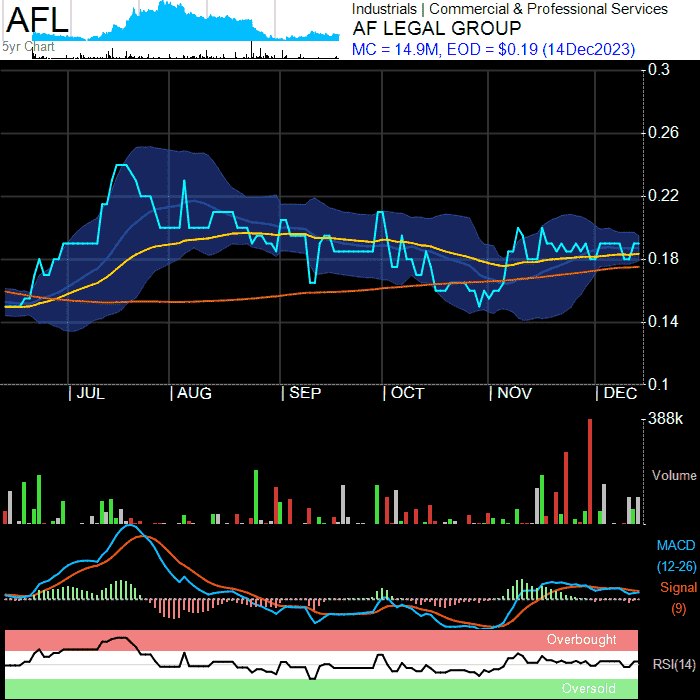 AFL
5yr Chart
Industrials | Commercial & Professional Services
AF LEGAL GROUP
MC = 14.9M, EOD = $0.19 (14Dec2023)
0.3
0.26
0.22
0.18
0.14
0.1
JUL AUG SEP OCT NOV DEC
388k
Volume
MACD
(12-26)
Signal
(9)
Overbought
RSI(14)
Oversold